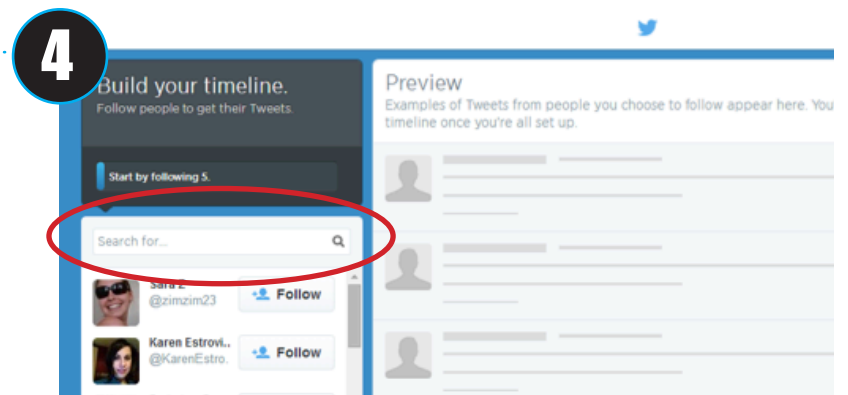 4
Build your timeline.
Follow people to get their Tweets.
Start by following 5.
Search for...
Sara Z
@zimzim23
Follow
Karen Estrovi..
@KarenEstro.
Follow
Preview
Examples of Tweets from people you choose to follow appear here. You
timeline once you're all set up.